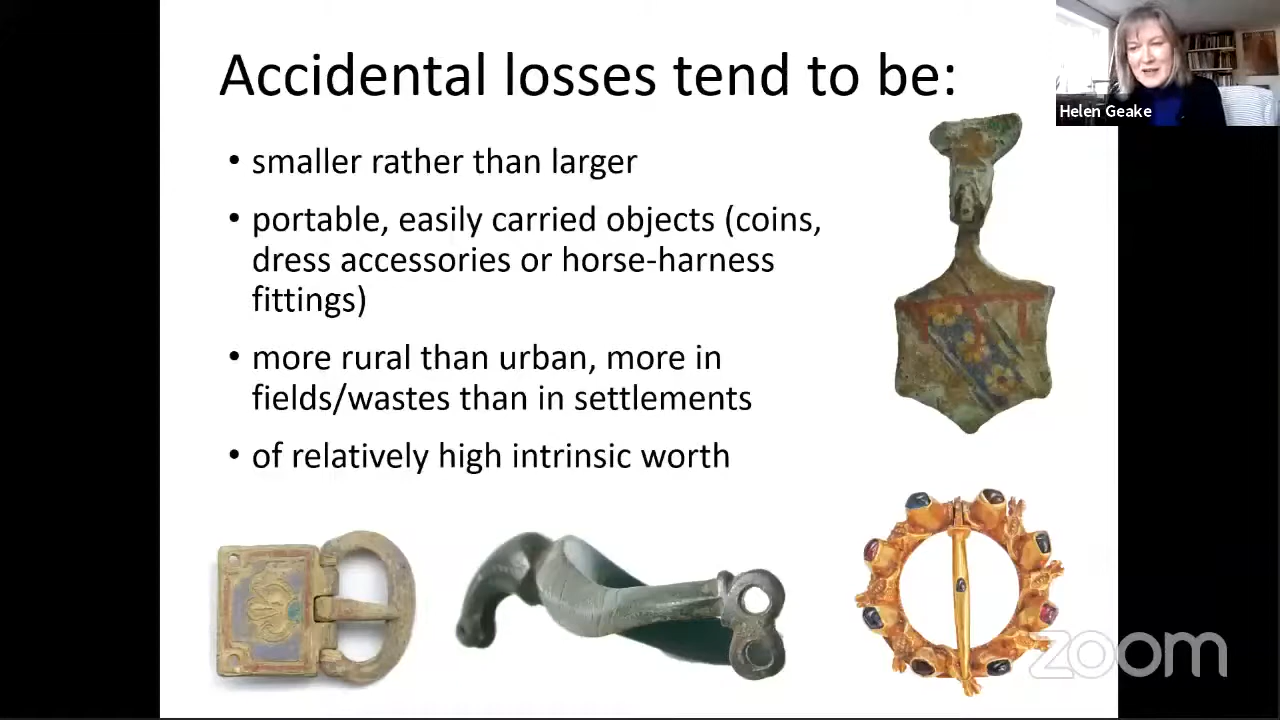 Accidental losses tend to be:
Helen Geake
• smaller rather than larger
• portable, easily carried objects (coins,
dress accessories or horse-harness
fittings)
• more rural than urban, more in
fields/wastes than in settlements
• of relatively high intrinsic worth
zoom